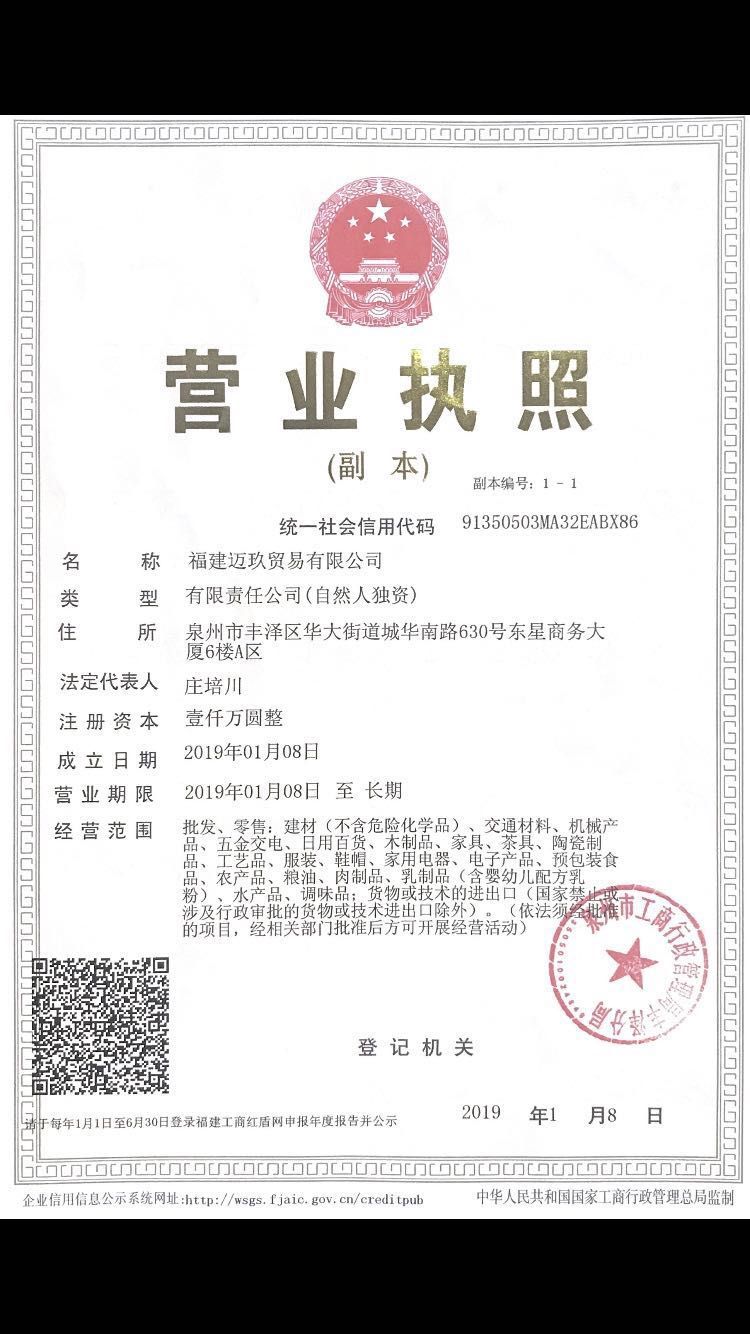 营业执照
(副 本)
副本编号：1 - 1
统一社会信用代码 91350503MA32EABX86
名 称 福建迈玖贸易有限公司
类 型 有限责任公司(自然人独资)
住 所 泉州市丰泽区华大街道城华南路630号东星商务大
厦6楼A区
法定代表人 庄培川
注册资本 壹仟万圆整
成立日期 2019年01月08日
营业期限 2019年01月08日 至 长期
经营范围 批发、零售：建材（不含危险化学品）、交通材料、机械产
品、五金交电、日用百货、木制品、家具、茶具、陶瓷制
品、工艺品、服装、鞋帽、家用电器、电子产品、预包装食
品、农产品、粮油、肉制品、乳制品（含婴幼儿配方乳
粉）、水产品、调味品；货物或技术的进出口（国家禁止或
涉及行政审批的货物或技术进出口除外）。（依法须经批准
的项目，经相关部门批准后方可开展经营活动）
泉州市工商行政管理局丰泽分局
登记机关
2019 年1 月8 日
请于每年1月1日至6月30日登录福建工商红盾网申报年度报告并公示
企业信用信息公示系统网址:http://wsgs.fjaic.gov.cn/creditpub
中华人民共和国国家工商行政管理总局监制